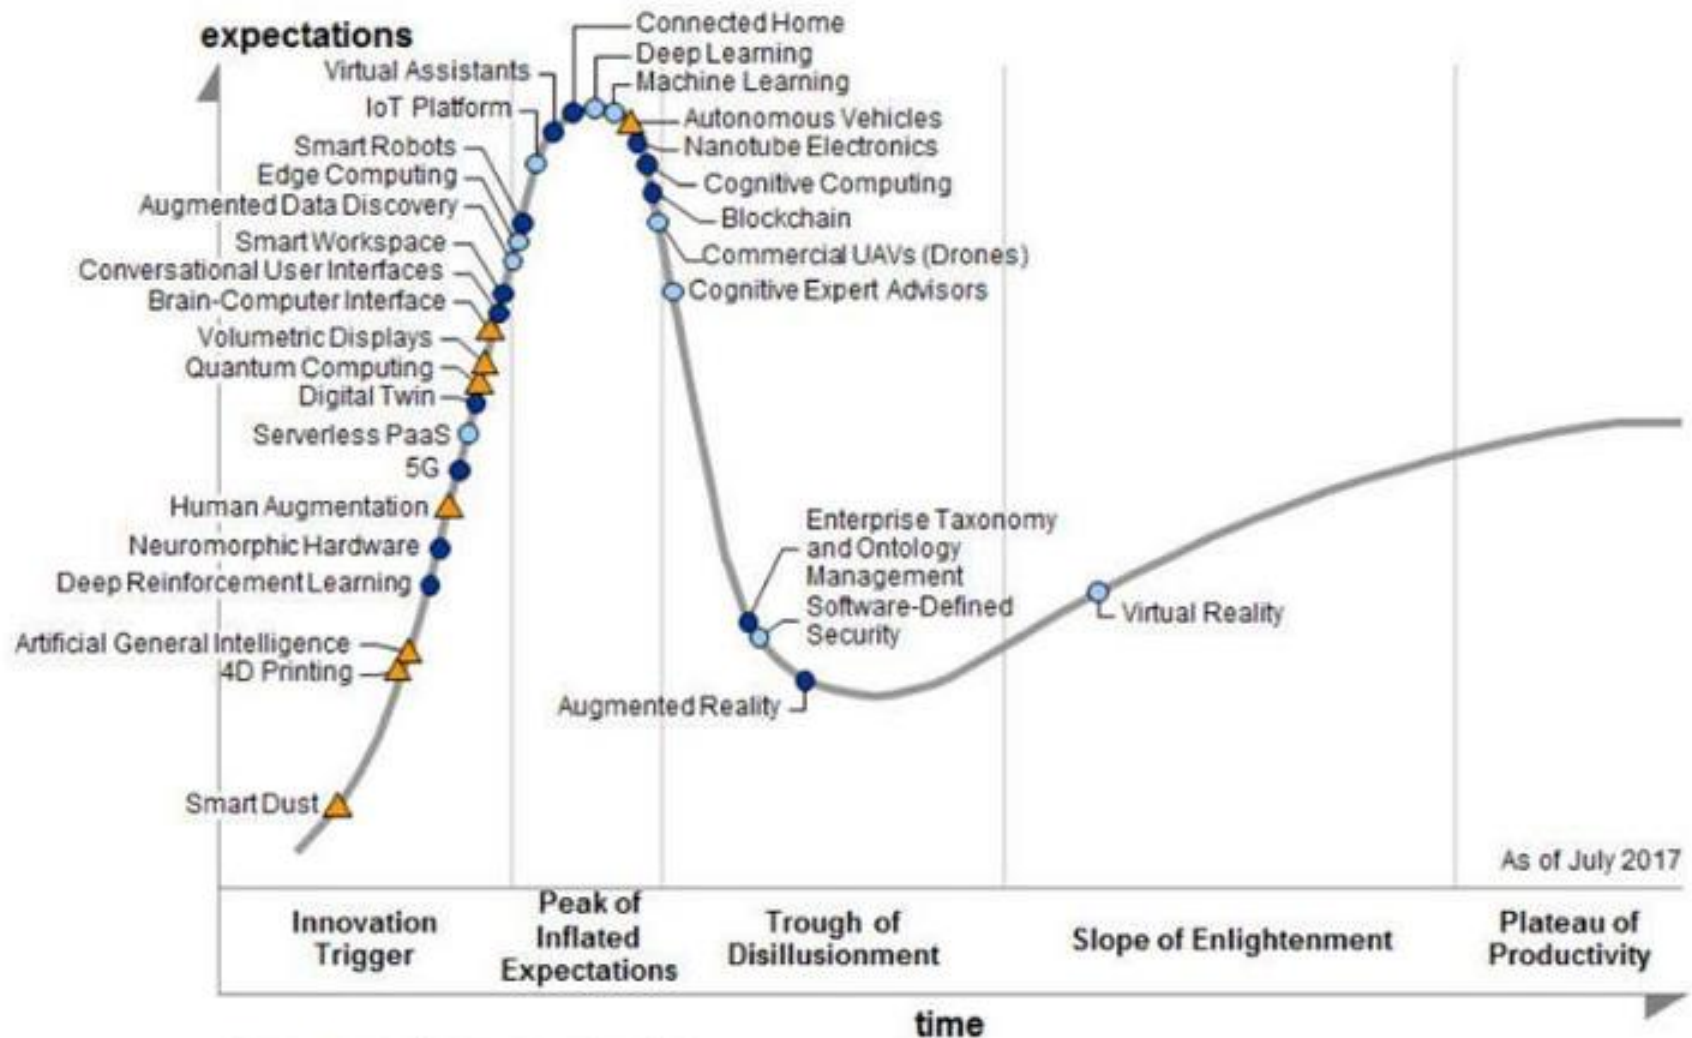 expectations
Connected Home
Deep Learning
Virtual Assistants
Machine Learning
IoT Platform
Autonomous Vehicles
Smart Robots
Nanotube Electronics
Edge Computing
Cognitive Computing
Augmented Data Discovery
Blockchain
Smart Workspace
Commercial UAVs (Drones)
Conversational User Interfaces
Cognitive Expert Advisors
Brain-Computer Interface
Volumetric Displays
Quantum Computing
Digital Twin
Serverless PaaS
5G
Human Augmentation
Neuromorphic Hardware
Deep Reinforcement Learning
Artificial General Intelligence
4D Printing
Smart Dust
Enterprise Taxonomy
and Ontology
Management
Software-Defined
Security
Augmented Reality
Virtual Reality
As of July 2017
Innovation
Trigger
Peak of
Inflated
Expectations
Trough of
Disillusionment
Slope of Enlightenment
Plateau of
Productivity
time